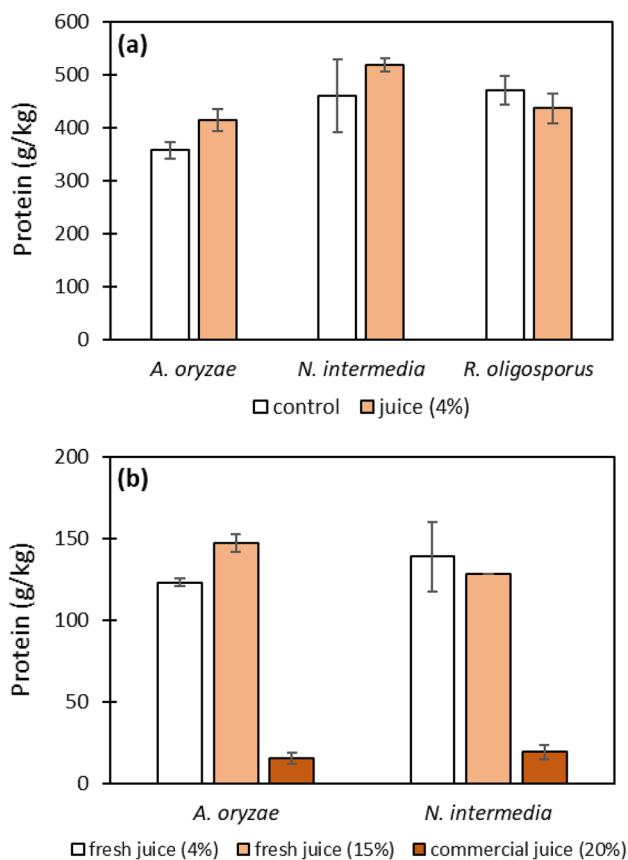 (a)
Protein (g/kg)
600
500
400
300
200
100
0
A. oryzae N. intermedia R. oligosporus
control juice (4%)
(b)
Protein (g/kg)
200
150
100
50
0
A. oryzae N. intermedia
fresh juice (4%) fresh juice (15%) commercial juice (20%)